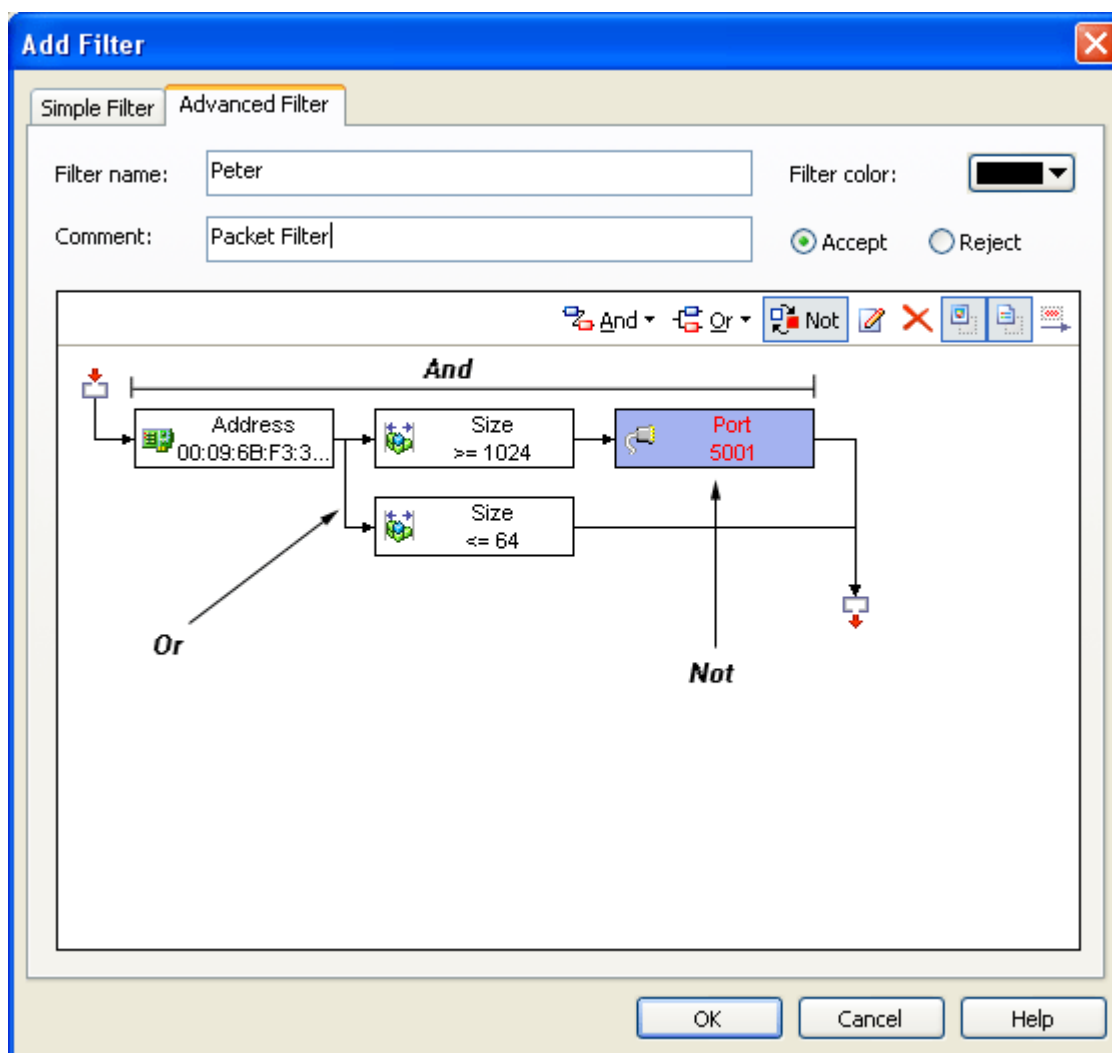 Add Filter
Simple Filter Advanced Filter
Filter name: Peter Filter color:
Comment: Packet Filter Accept Reject
And Or Not
And
Address
00:09:6B:F3:3...
Size
>= 1024
Port
5001
Size
<= 64
Or
Not
OK Cancel Help